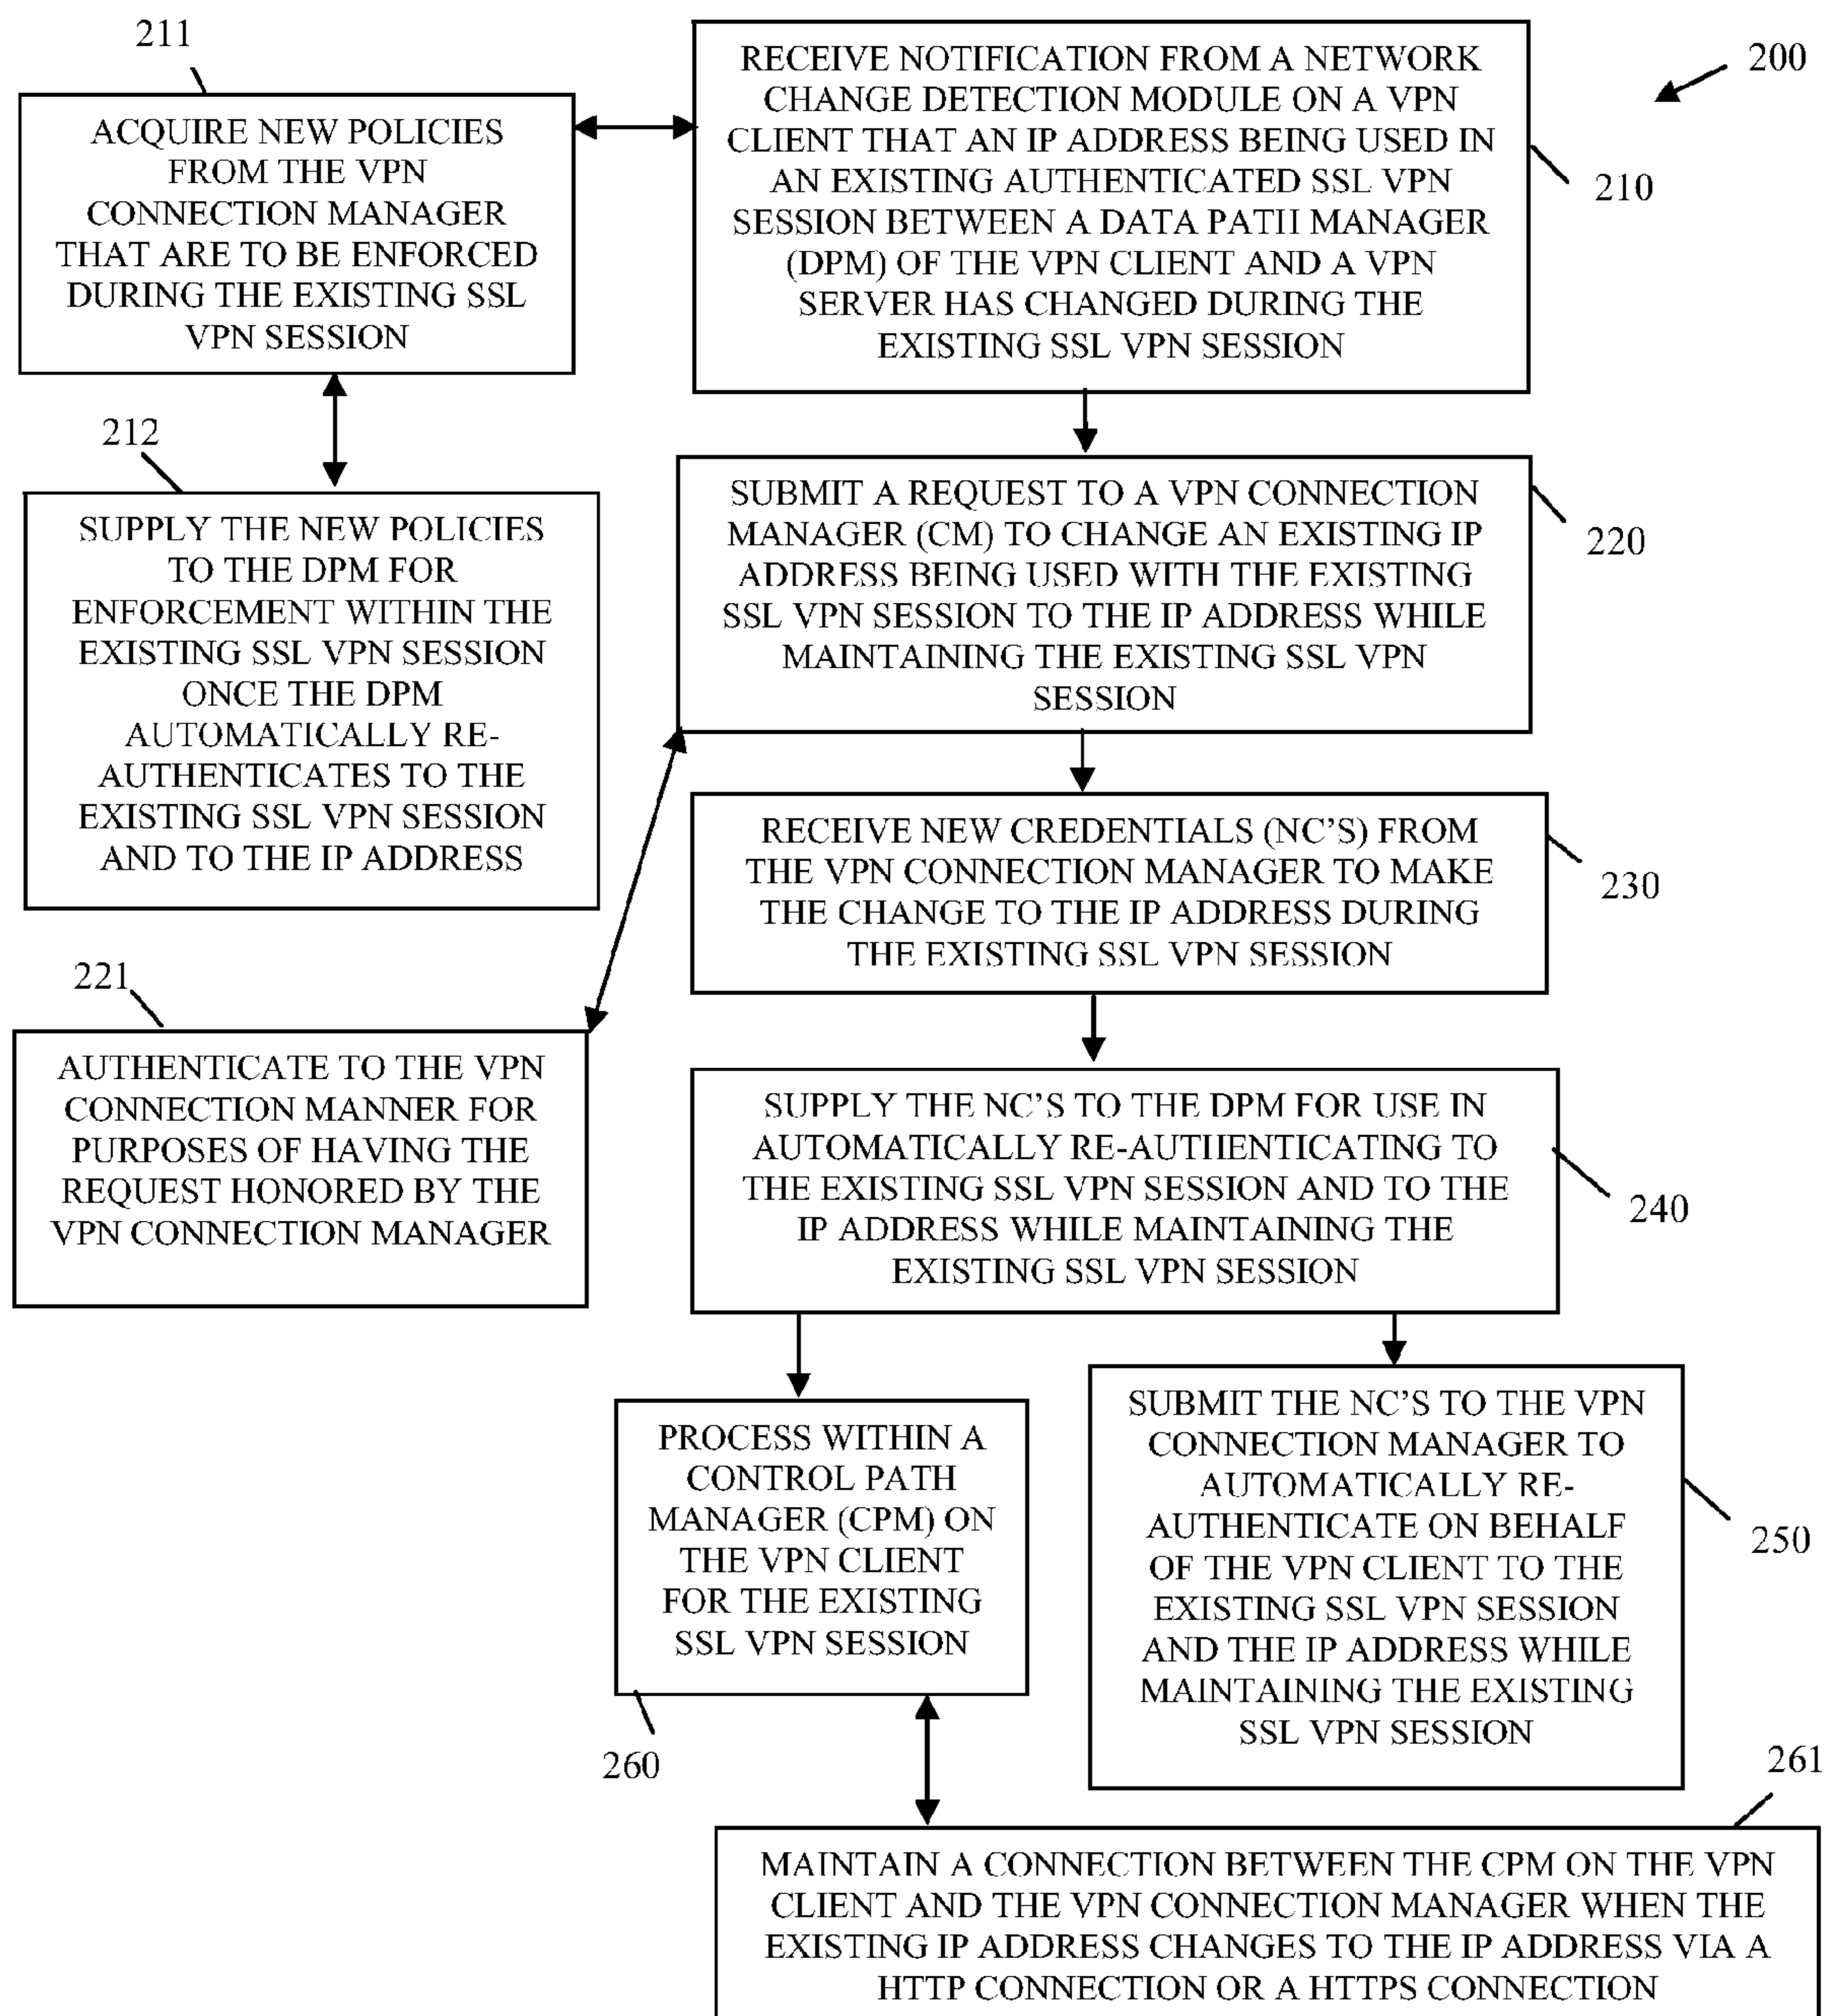 200
211
ACQUIRE NEW POLICIES
FROM THE VPN
CONNECTION MANAGER
THAT ARE TO BE ENFORCED
DURING THE EXISTING SSL
VPN SESSION
RECEIVE NOTIFICATION FROM A NETWORK
CHANGE DETECTION MODULE ON A VPN
CLIENT THAT AN IP ADDRESS BEING USED IN
AN EXISTING AUTHENTICATED SSL VPN
SESSION BETWEEN A DATA PATH MANAGER
(DPM) OF THE VPN CLIENT AND A VPN
SERVER HAS CHANGED DURING THE
EXISTING SSL VPN SESSION
210
212
SUPPLY THE NEW POLICIES
TO THE DPM FOR
ENFORCEMENT WITHIN THE
EXISTING SSL VPN SESSION
ONCE THE DPM
AUTOMATICALLY RE-
AUTHENTICATES TO THE
EXISTING SSL VPN SESSION
AND TO THE IP ADDRESS
SUBMIT A REQUEST TO A VPN CONNECTION
MANAGER (CM) TO CHANGE AN EXISTING IP
ADDRESS BEING USED WITH THE EXISTING
SSL VPN SESSION TO THE IP ADDRESS WHILE
MAINTAINING THE EXISTING SSL VPN
SESSION
220
RECEIVE NEW CREDENTIALS (NC'S) FROM
THE VPN CONNECTION MANAGER TO MAKE
THE CHANGE TO THE IP ADDRESS DURING
THE EXISTING SSL VPN SESSION
230
221
AUTHENTICATE TO THE VPN
CONNECTION MANNER FOR
PURPOSES OF HAVING THE
REQUEST HONORED BY THE
VPN CONNECTION MANAGER
SUPPLY THE NC'S TO THE DPM FOR USE IN
AUTOMATICALLY RE-AUTHENTICATING TO
THE EXISTING SSL VPN SESSION AND TO THE
IP ADDRESS WHILE MAINTAINING THE
EXISTING SSL VPN SESSION
240
PROCESS WITHIN A
CONTROL PATH
MANAGER (CPM) ON
THE VPN CLIENT
FOR THE EXISTING
SSL VPN SESSION
260
SUBMIT THE NC'S TO THE VPN
CONNECTION MANAGER TO
AUTOMATICALLY RE-
AUTHENTICATE ON BEHALF
OF THE VPN CLIENT TO THE
EXISTING SSL VPN SESSION
AND THE IP ADDRESS WHILE
MAINTAINING THE EXISTING
SSL VPN SESSION
250
261
MAINTAIN A CONNECTION BETWEEN THE CPM ON THE VPN
CLIENT AND THE VPN CONNECTION MANAGER WHEN THE
EXISTING IP ADDRESS CHANGES TO THE IP ADDRESS VIA A
HTTP CONNECTION OR A HTTPS CONNECTION